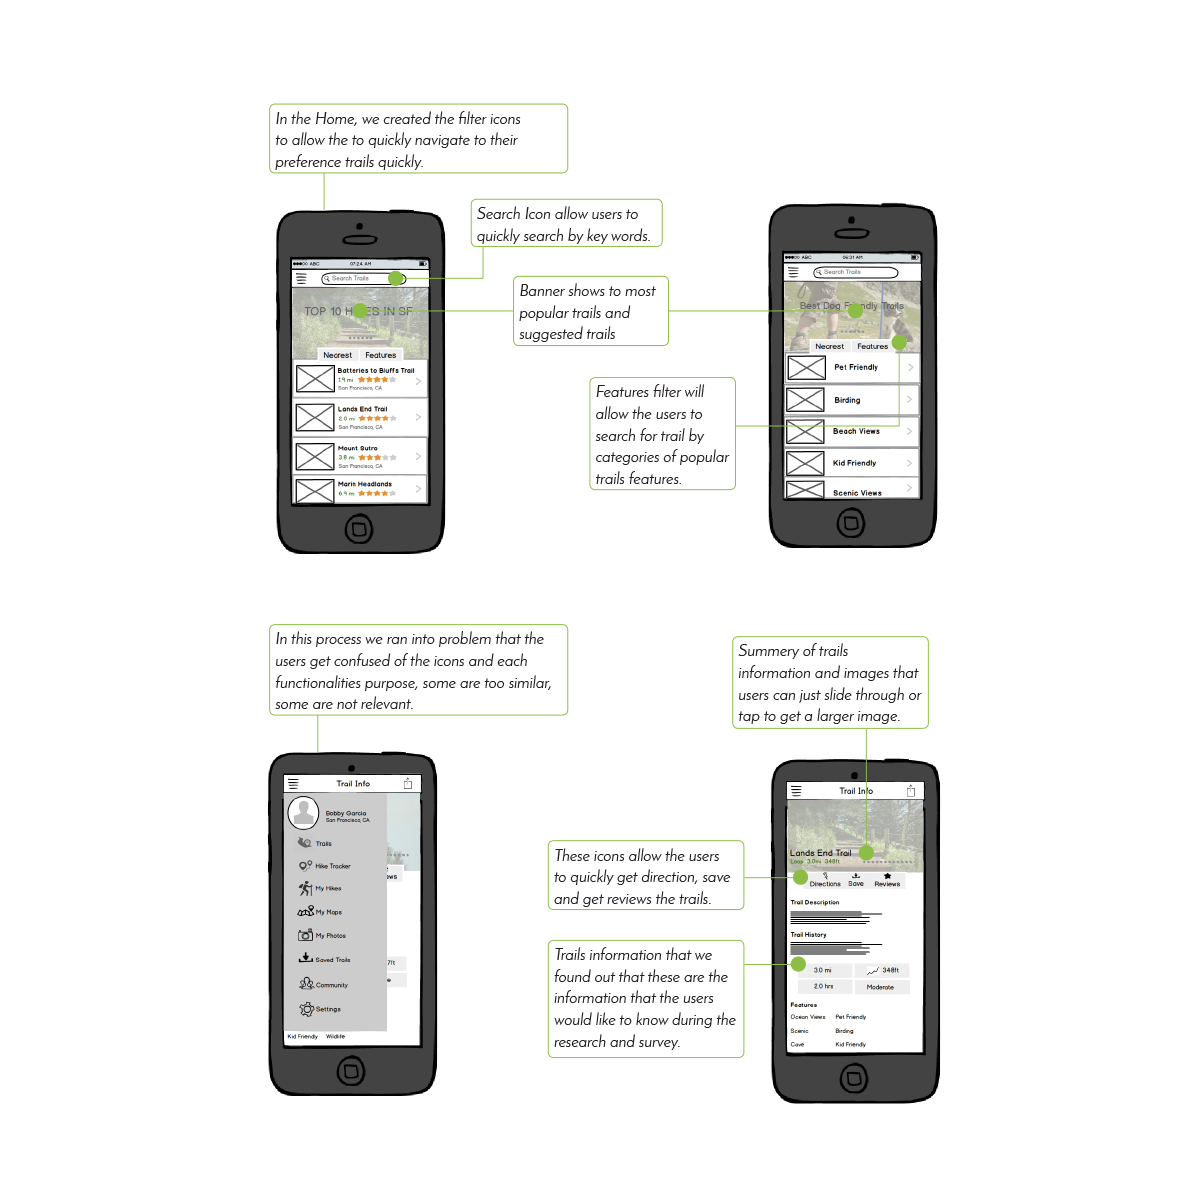 In the Home, we created the filter icons
to allow the to quickly navigate to their
preference trails quickly.
Search Icon allow users to
quickly search by key words.
Banner shows to most
popular trails and
suggested trails
Features filter will
allow the users to
search for trail by
categories of popular
trails features.
ABC 07:24 AM
Search Trails
TOP 10 H ES IN SF
Nearest Features
Batteries to Bluffs Trail
1.9 mi
San Francisco, CA
Lands End Trail
2.0 mi
San Francisco, CA
Mount Sutro
3.8 mi
San Francisco, CA
Marin Headlands
6.9 mi
ABC 06:31 AM
Search Trails
Best Dog F ndly Trails
Nearest Features
Pet Friendly
Birding
Beach Views
Kid Friendly
Scenic Views
In this process we ran into problem that the
users get confused of the icons and each
functionalities purpose, some are too similar,
some are not relevant.
Summery of trails
information and images that
users can just slide through or
tap to get a larger image.
These icons allow the users
to quickly get direction, save
and get reviews the trails.
Trails information that we
found out that these are the
information that the users
would like to know during the
research and survey.
Trail Info
Bobby Garcia
San Francisco, CA
Trails
Hike Tracker
My Hikes
My Maps
My Photos
Saved Trails
Community
Settings
ews
7ft
e
Kid Friendly Wildlife
Trail Info
Lands End Trail
Loop 3.0mi 348ft
Directions Save Reviews
Trail Description
Trail History
3.0 mi 348ft
2.0 hrs Moderate
Features
Ocean Views Pet Friendly
Scenic Birding
Cave Kid Friendly